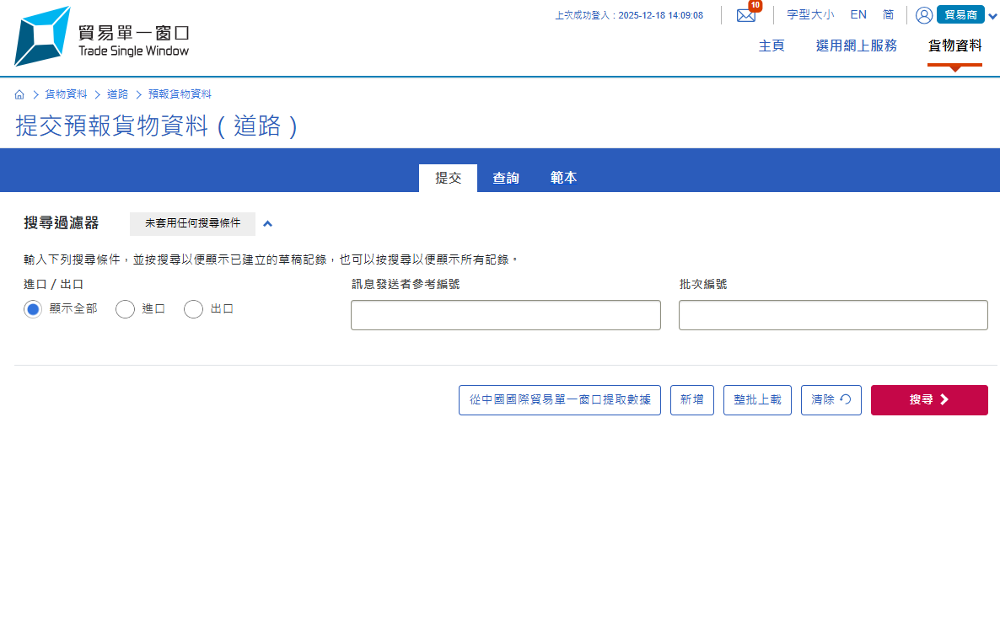 上次成功登入 : 2025-12-18 14:09:08
10
字型大小 EN 简
貿易商
貿易單一窗口
Trade Single Window
主頁 選用網上服務 貨物資料
貨物資料 道路 預報貨物資料
提交預報貨物資料 ( 道路 )
提交 查詢 範本
搜尋過濾器 未套用任何搜尋條件
輸入下列搜尋條件，並按搜尋以便顯示已建立的草稿記錄，也可以按搜尋以便顯示所有記錄。
進口 / 出口 訊息發送者參考編號 批次編號
顯示全部 進口 出口
從中國國際貿易單一窗口提取數據 新增 整批上載 清除 搜尋